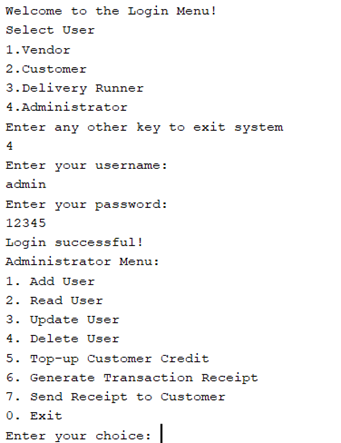 Welcome to the Login Menu!
Select User
1.Vendor
2.Customer
3.Delivery Runner
4.Administrator
Enter any other key to exit system
4
Enter your username:
admin
Enter your password:
12345
Login successful!
Administrator Menu:
1. Add User
2. Read User
3. Update User
4. Delete User
5. Top-up Customer Credit
6. Generate Transaction Receipt
7. Send Receipt to Customer
0. Exit
Enter your choice: